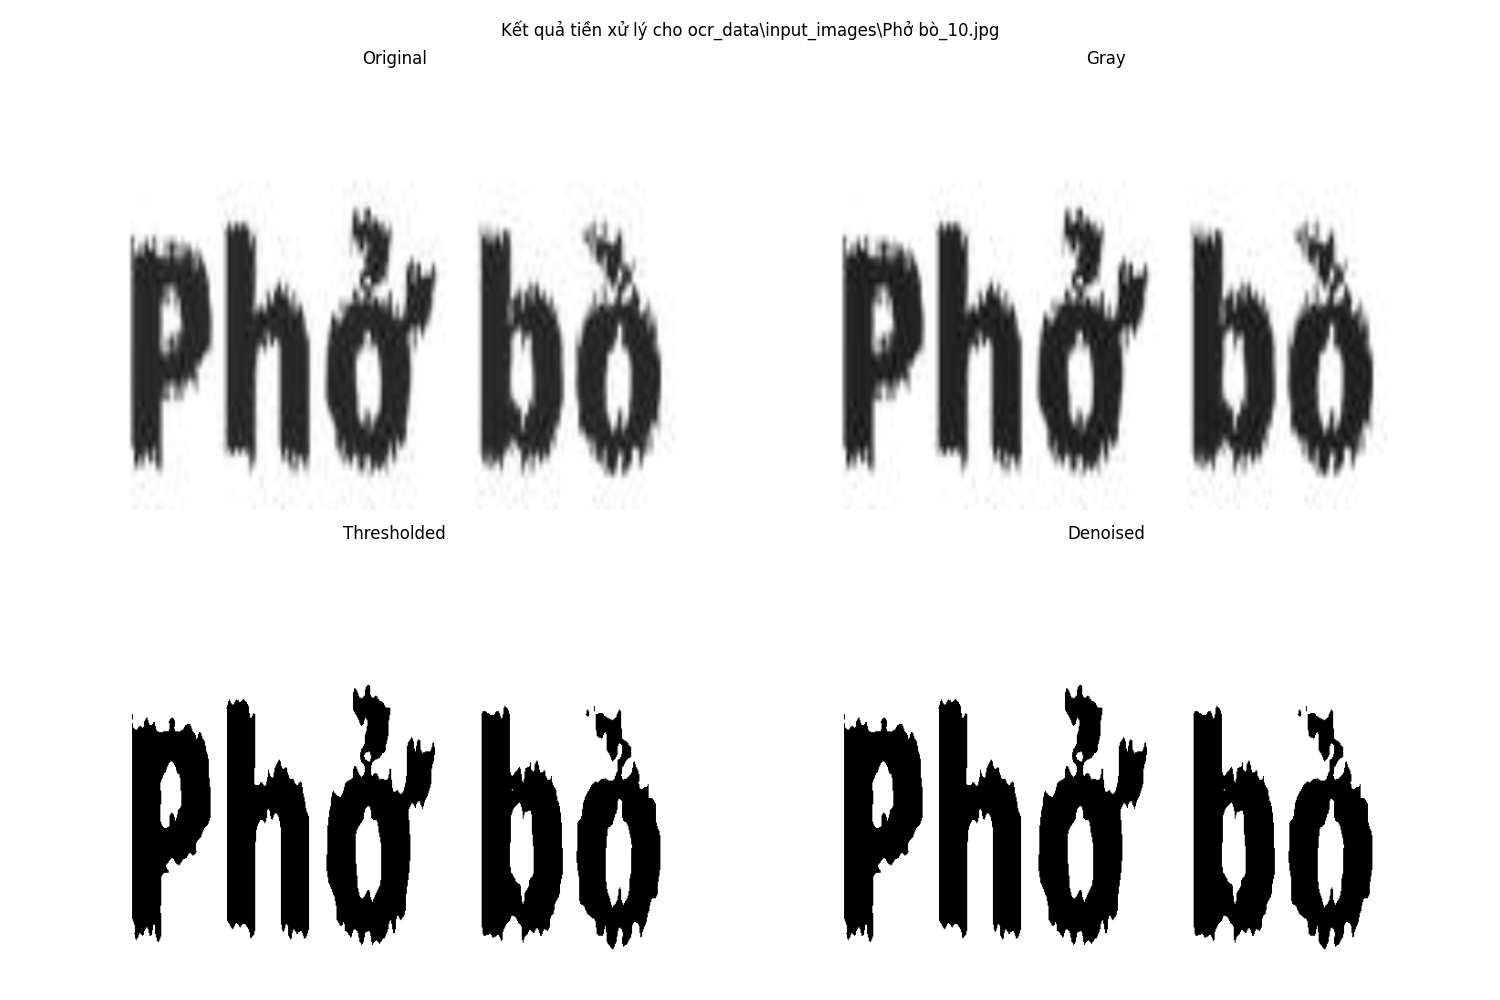 Kết quả tiền xử lý cho ocr_data\input_images\Phở bò_10.jpg
Original
Gray
Phở bò
Phở bò
Thresholded
Denoised
Phở bò
Phở bò